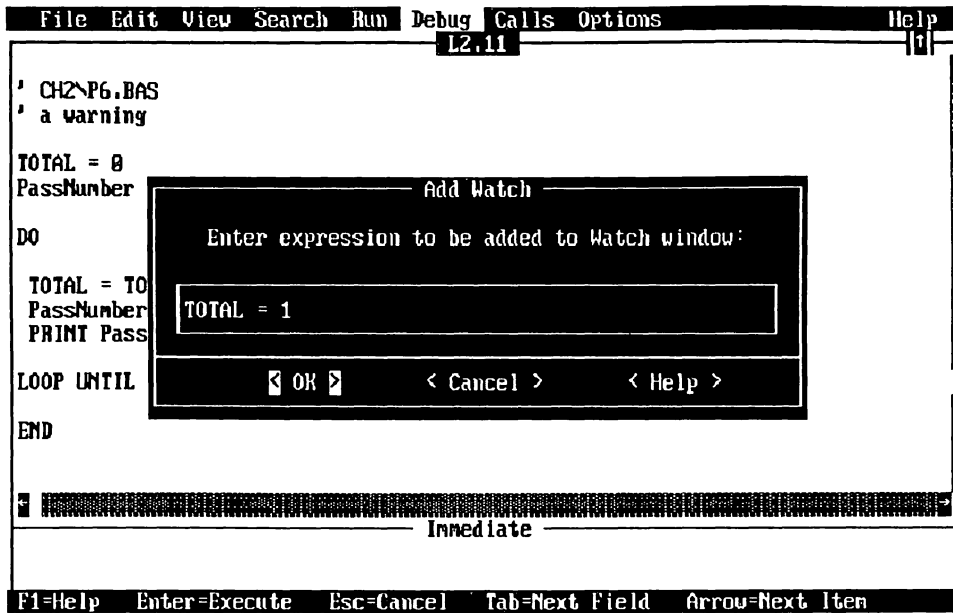 File Edit View Search Run Debug Calls Options Help
L2.11
' CH2\P6.BAS
' a warning
TOTAL = 0
PassNumber
Add Watch
Enter expression to be added to Watch window:
DO
TOTAL = TO
PassNumber
PRINT Pass
TOTAL = 1
LOOP UNTIL
< OK > < Cancel > < Help >
END
Immediate
F1=Help Enter=Execute Esc=Cancel Tab=Next Field Arrow=Next Item